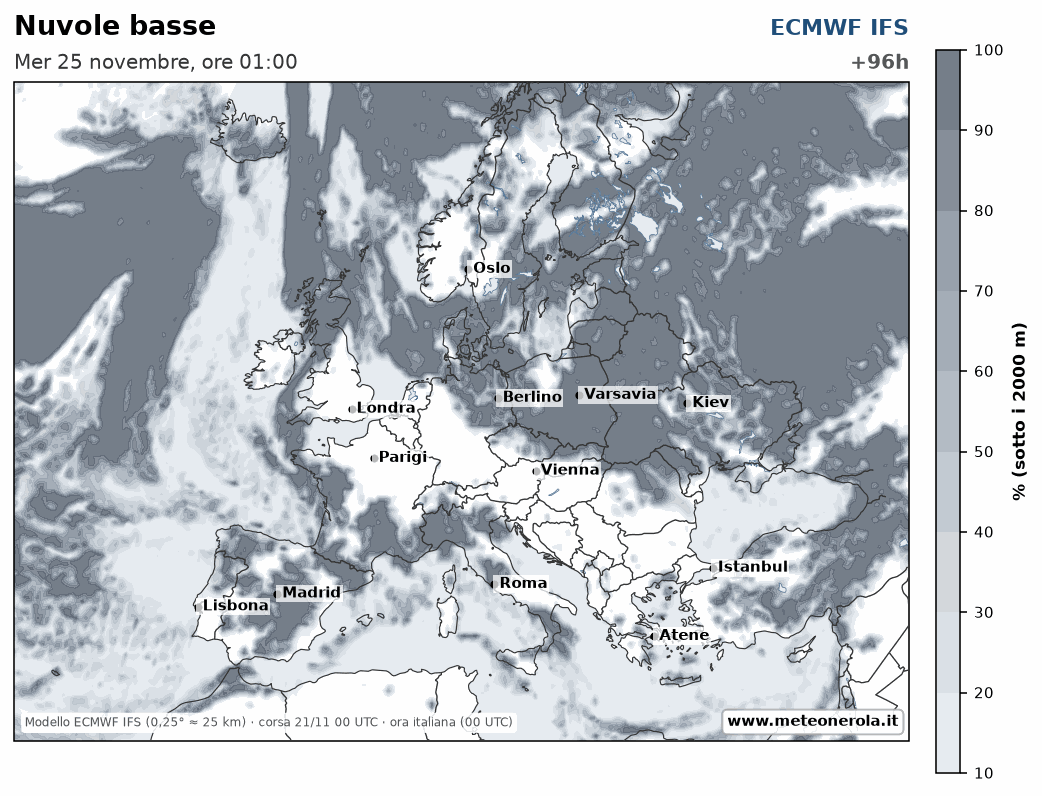 Nuvole basse
ECMWF IFS
Mer 25 novembre, ore 01:00
+96h
Oslo
Londra
Berlino
Varsavia
Kiev
Parigi
Vienna
Istanbul
Roma
Madrid
Lisbona
Atene
Modello ECMWF IFS (0,25° ≈ 25 km) · corsa 21/11 00 UTC · ora italiana (00 UTC)
www.meteonerola.it
100
90
80
70
60
50
40
30
20
10
% (sotto i 2000 m)